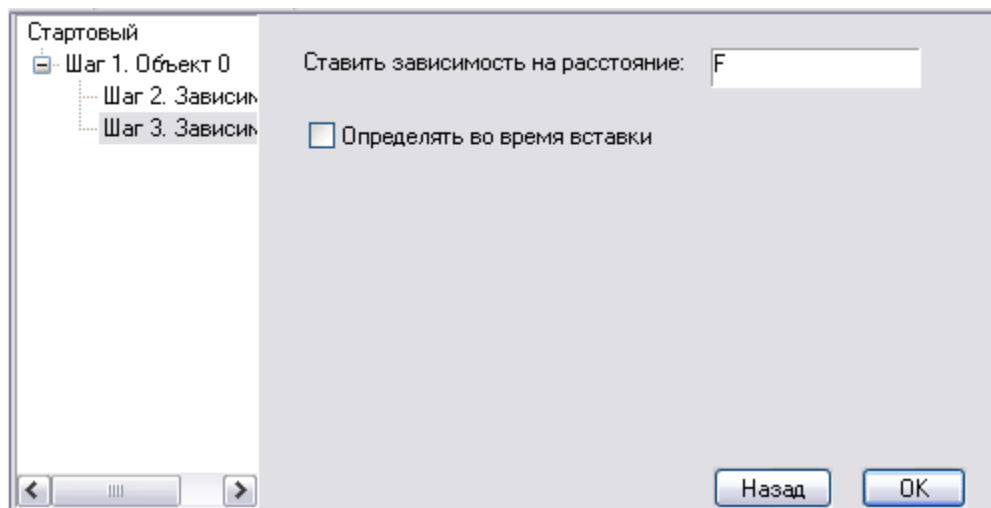 Стартовый
Шаг 1. Объект 0
Шаг 2. Зависим
Шаг 3. Зависим
Ставить зависимость на расстояние:
F
Определять во время вставки
Назад
OK